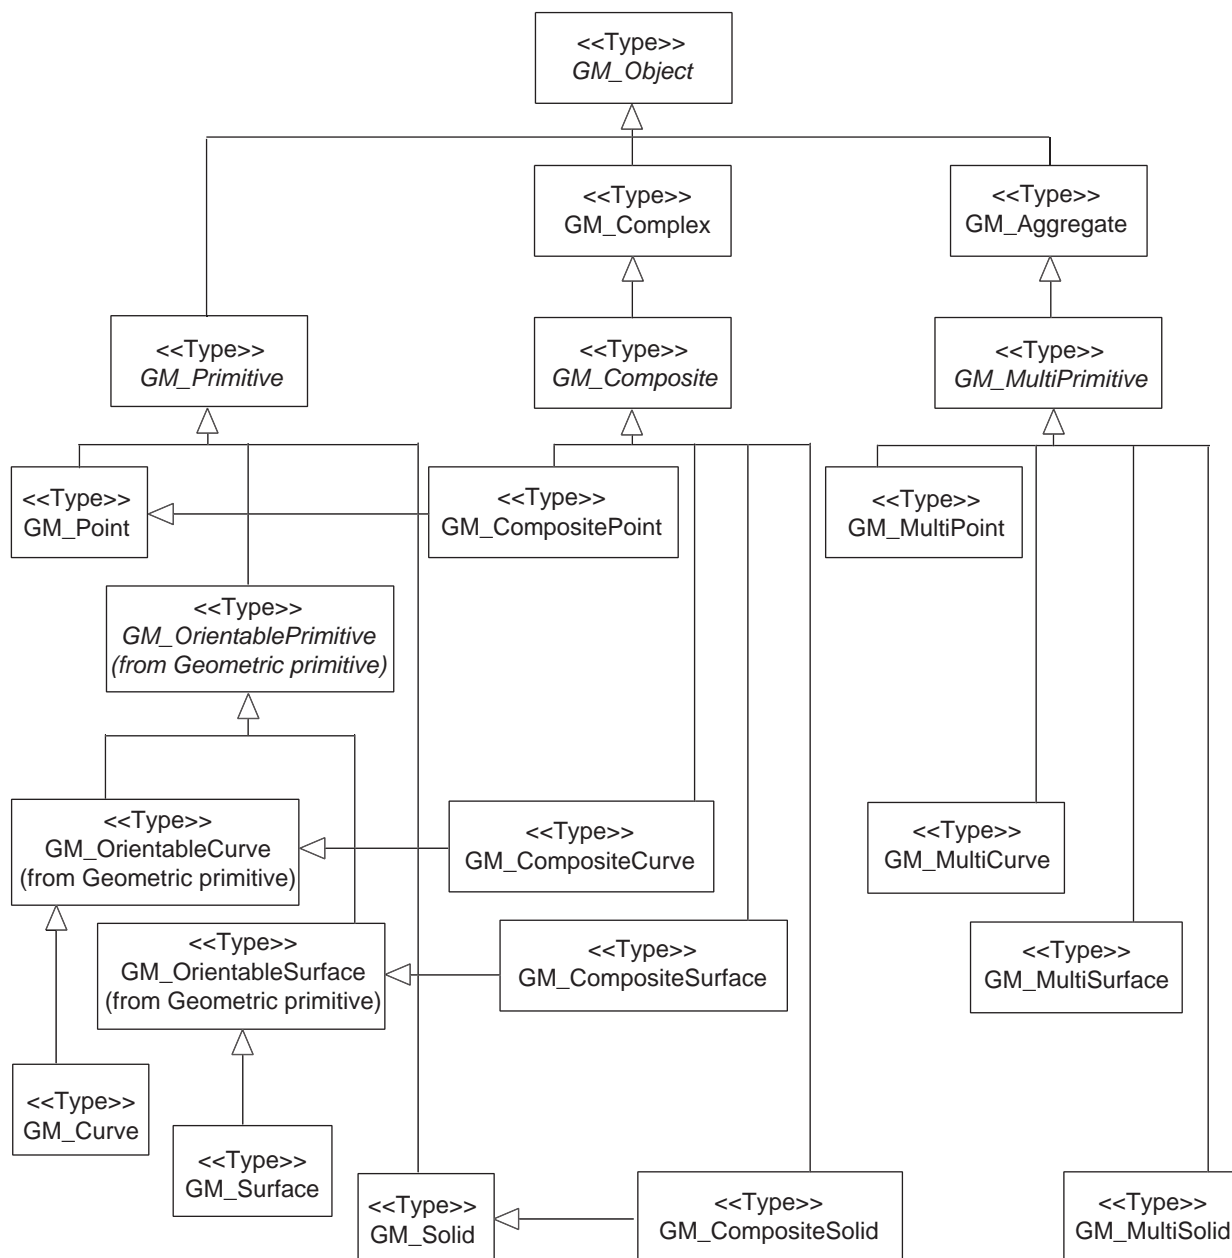 <<Type>>
GM_Object
<<Type>>
GM_Complex
<<Type>>
GM_Aggregate
<<Type>>
GM_Primitive
<<Type>>
GM_Composite
<<Type>>
GM_MultiPrimitive
<<Type>>
GM_Point
<<Type>>
GM_CompositePoint
<<Type>>
GM_MultiPoint
<<Type>>
GM_OrientablePrimitive
(from Geometric primitive)
<<Type>>
GM_OrientableCurve
(from Geometric primitive)
<<Type>>
GM_CompositeCurve
<<Type>>
GM_MultiCurve
<<Type>>
GM_OrientableSurface
(from Geometric primitive)
<<Type>>
GM_CompositeSurface
<<Type>>
GM_MultiSurface
<<Type>>
GM_Curve
<<Type>>
GM_Surface
<<Type>>
GM_Solid
<<Type>>
GM_CompositeSolid
<<Type>>
GM_MultiSolid